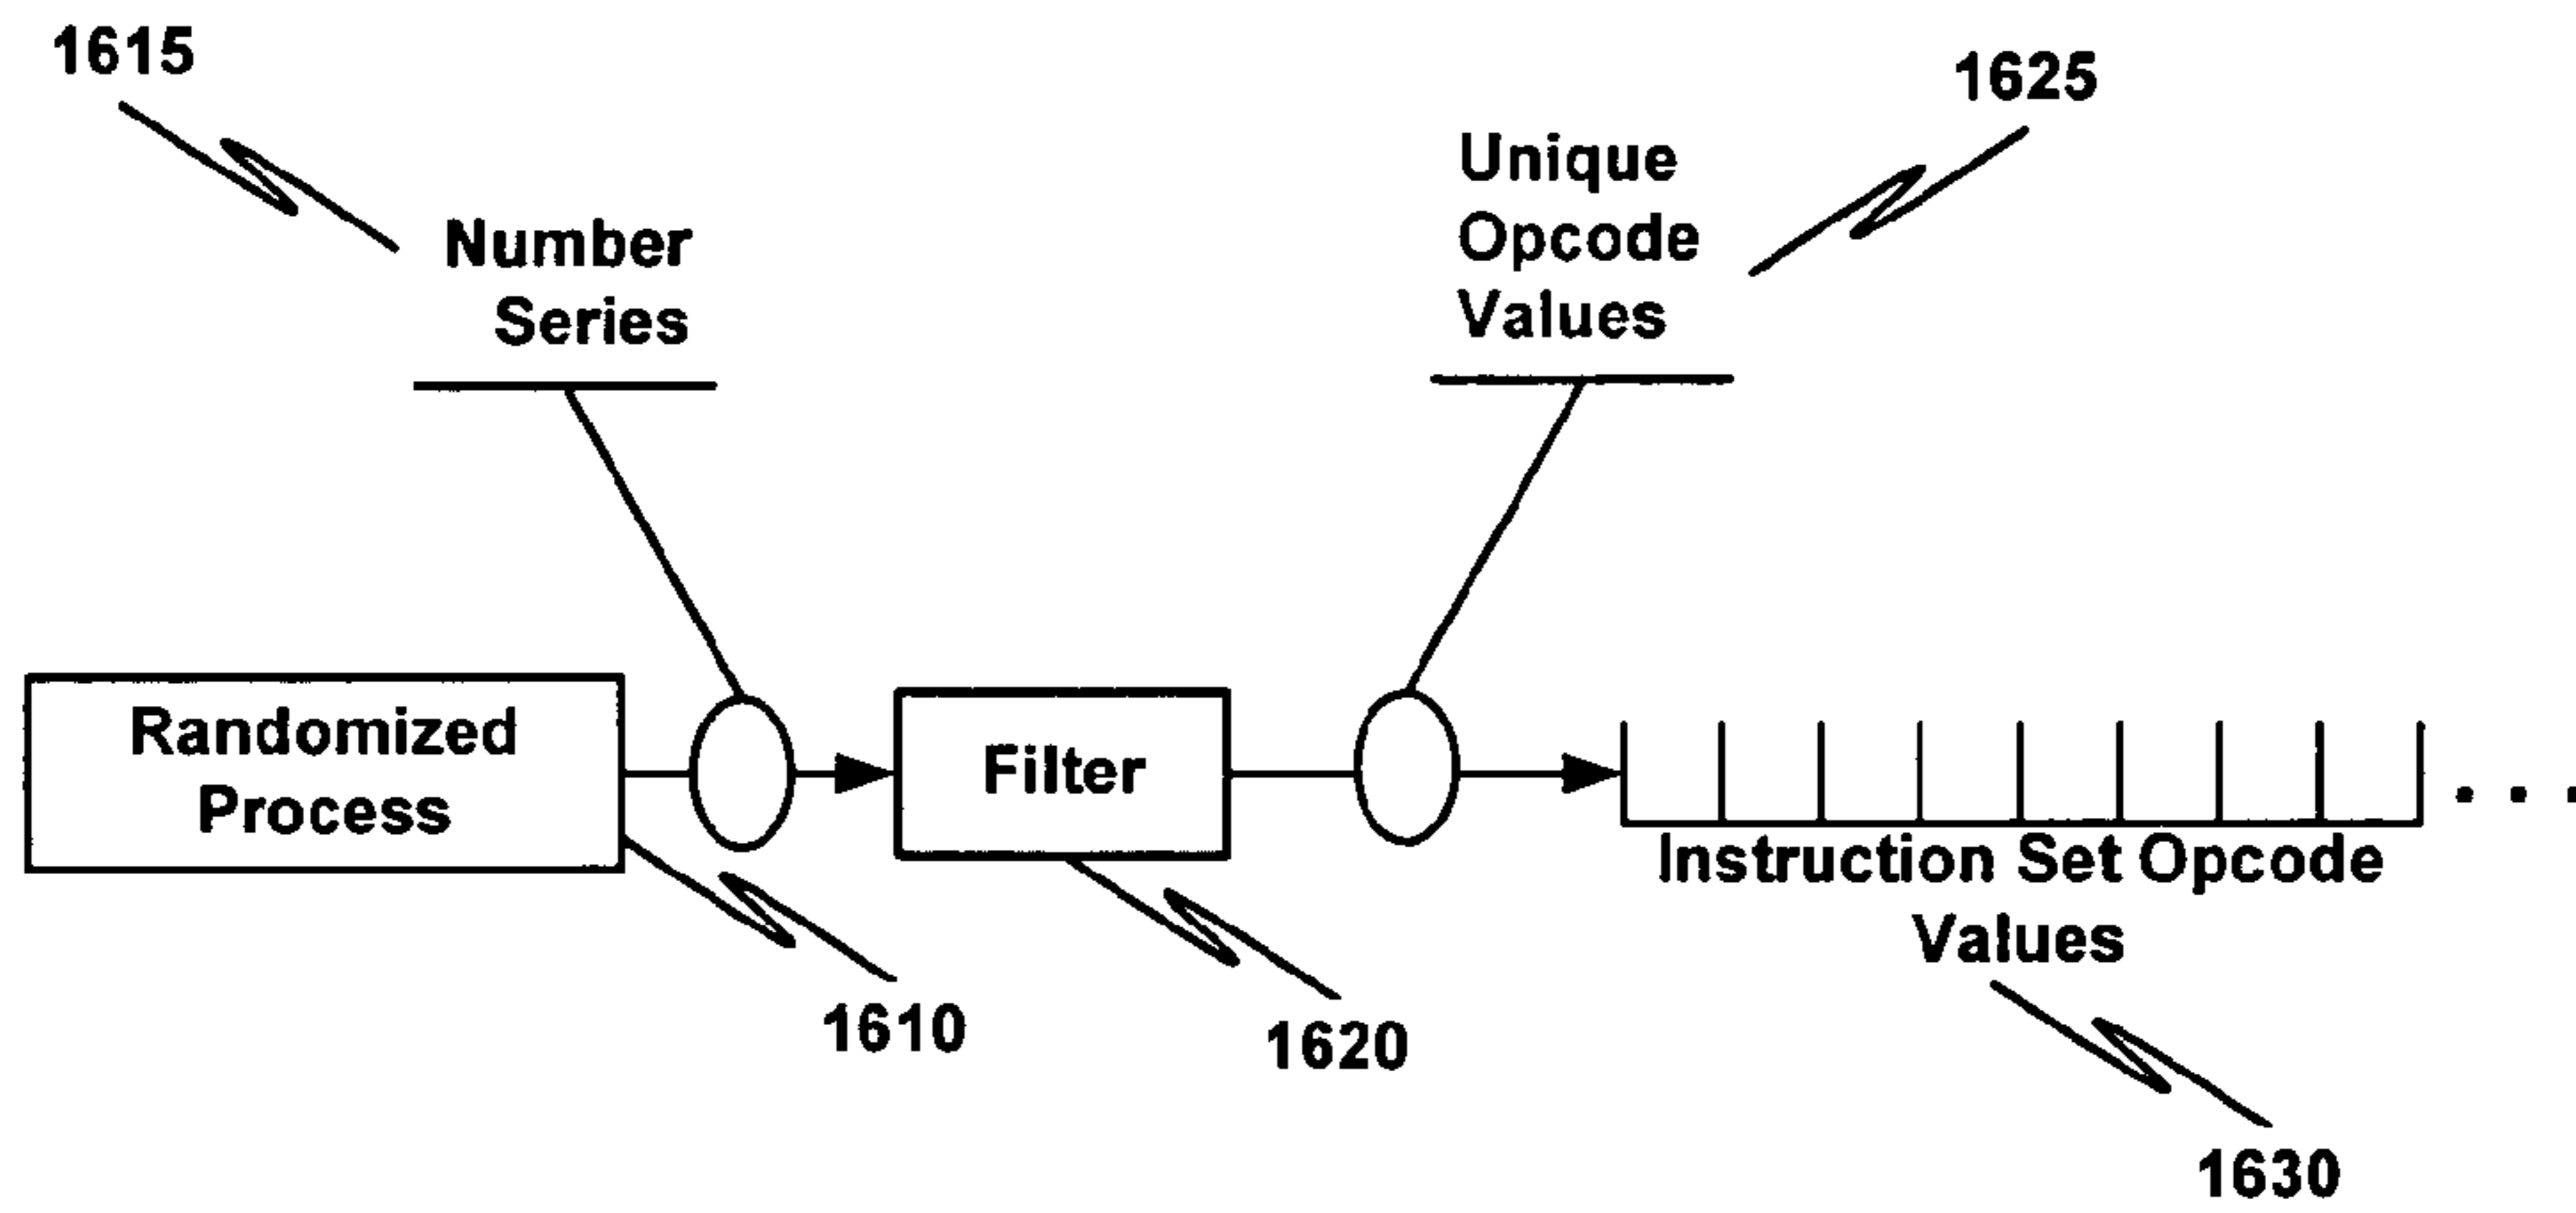 1615
1625
Number
Series
Unique
Opcode
Values
Randomized
Process
Filter
Instruction Set Opcode
Values
. . .
1610
1620
1630